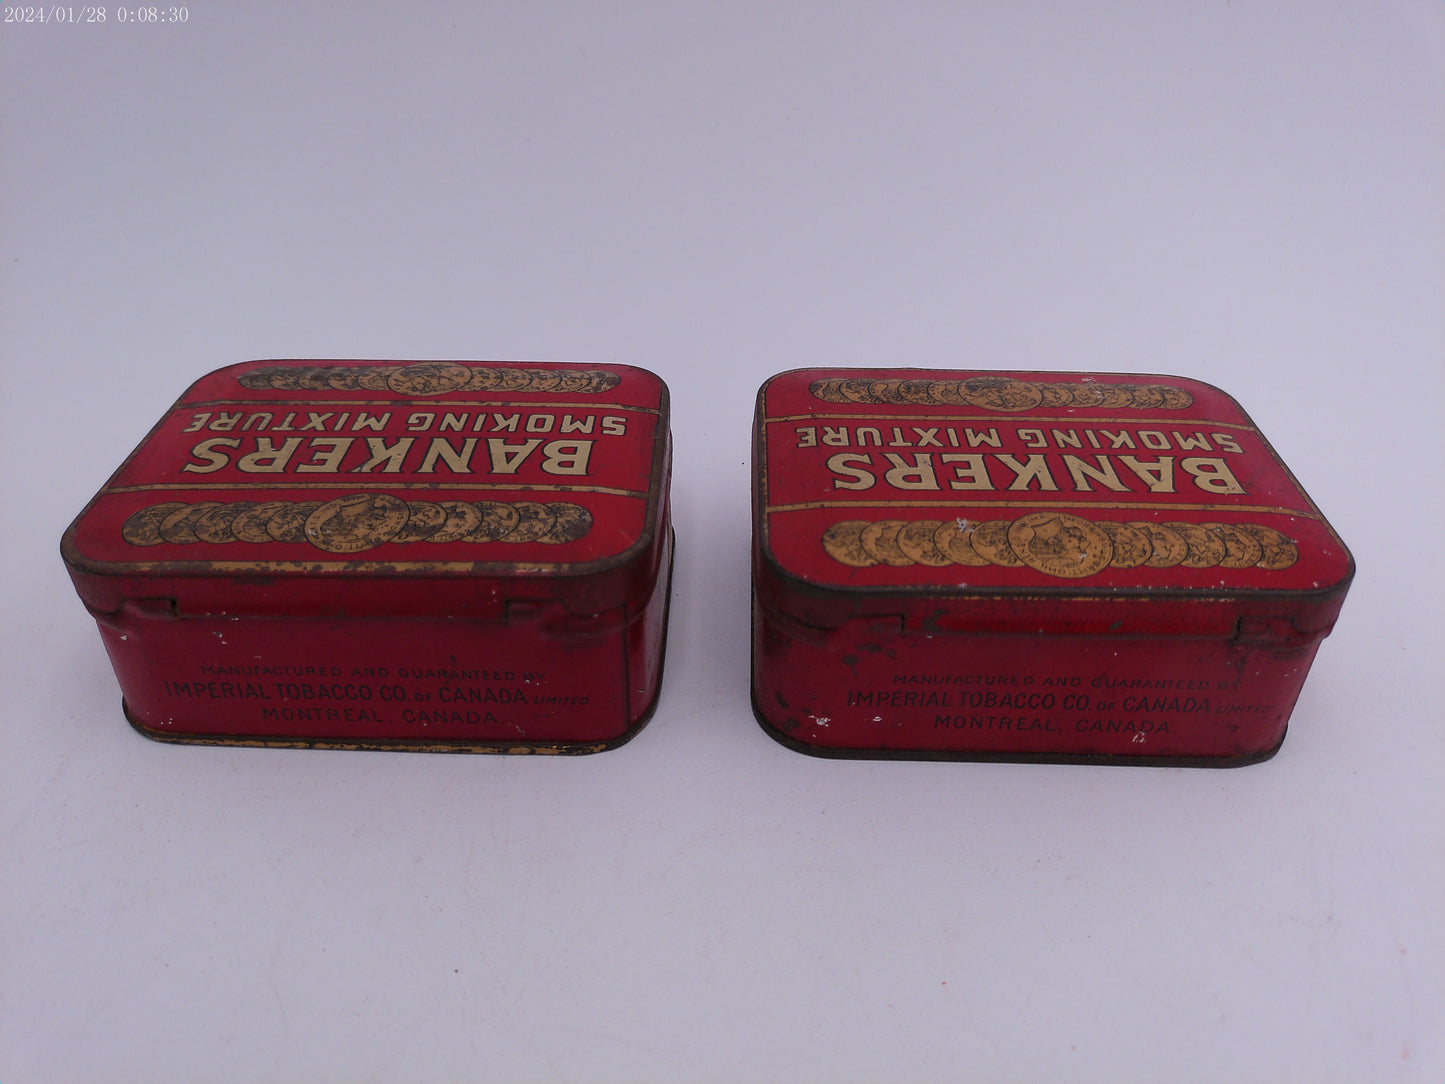 2024/01/28 0:08:30
BANKERS
SMOKING MIXTURE
MANUFACTURED AND GUARANTEED BY
IMPERIAL TOBACCO CO. OF CANADA LIMITED
MONTREAL, CANADA.
BANKERS
SMOKING MIXTURE
MANUFACTURED AND GUARANTEED BY
IMPERIAL TOBACCO CO. OF CANADA LIMITED
MONTREAL, CANADA